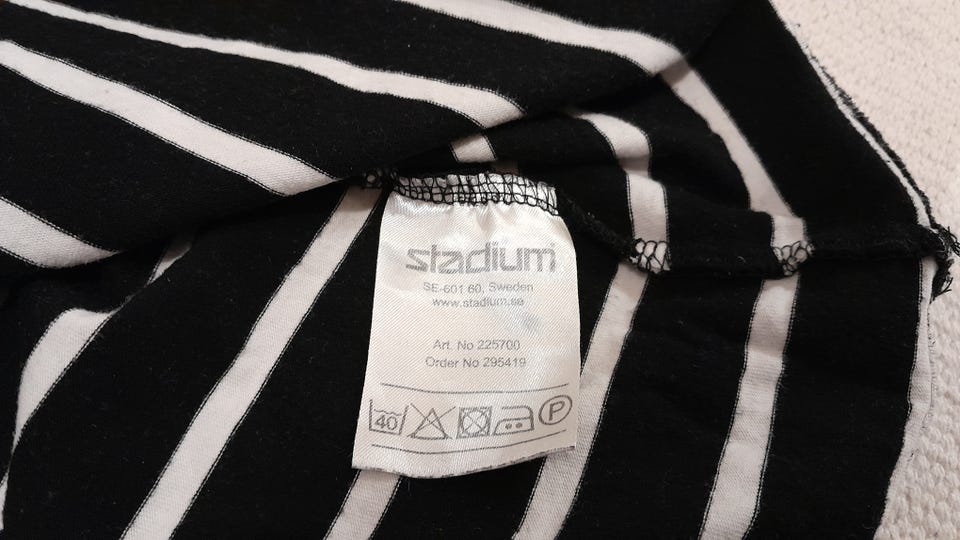 stadium
SE-601 60, Sweden
www.stadium.se
Art. No 225700
Order No 295419
40 P